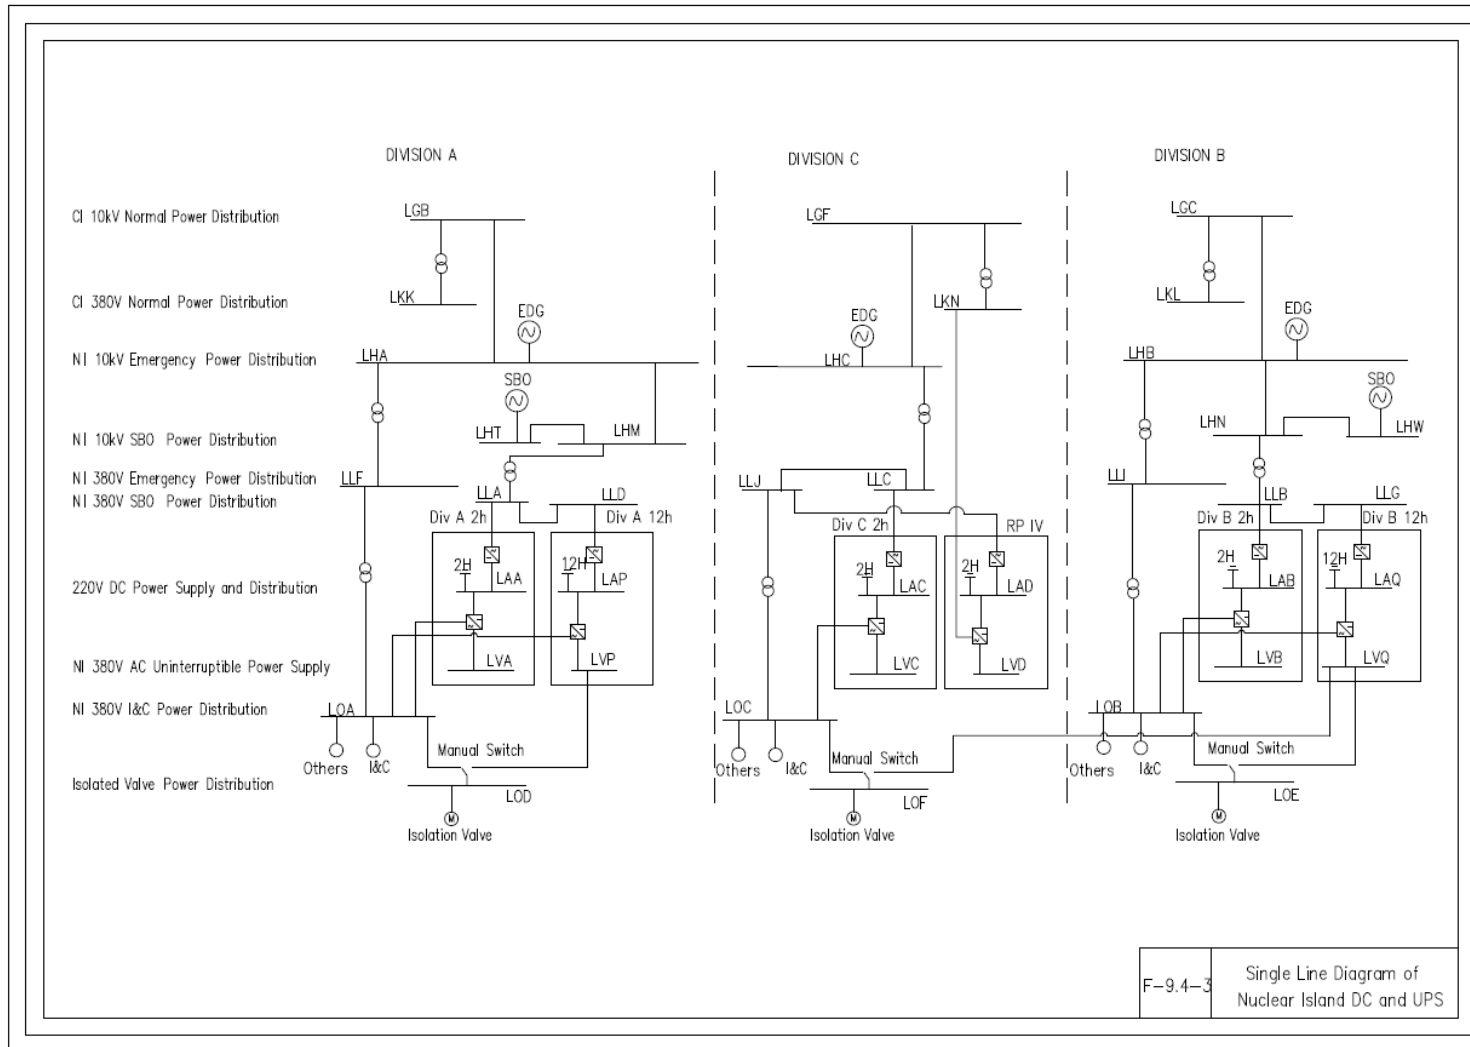 DIVISION A
DIVISION C
DIVISION B
CI 10kV Normal Power Distribution
LGB
LGF
LGC
CI 380V Normal Power Distribution
LKK
LKN
LKL
EDG
EDG
EDG
NI 10kV Emergency Power Distribution
LHA
LHC
LHB
SBO
SBO
NI 10kV SBO Power Distribution
LHT
LHM
LHN
LHW
NI 380V Emergency Power Distribution
LLF
LLJ
LLC
LLI
NI 380V SBO Power Distribution
LLA
LLD
LLB
LLG
Div A 2h
Div A 12h
Div C 2h
RP IV
Div B 2h
Div B 12h
2H
12H
2H
2H
2H
12H
220V DC Power Supply and Distribution
LAA
LAP
LAC
LAD
LAB
LAQ
NI 380V AC Uninterruptible Power Supply
LVA
LVP
LVC
LVD
LVB
LVQ
NI 380V I&C Power Distribution
LOA
LOC
LOB
Others
I&C
Manual Switch
Others
I&C
Manual Switch
Others
I&C
Manual Switch
Isolated Valve Power Distribution
LOD
LOF
LOE
M
M
M
Isolation Valve
Isolation Valve
Isolation Valve
F-9.4-3
Single Line Diagram of
Nuclear Island DC and UPS